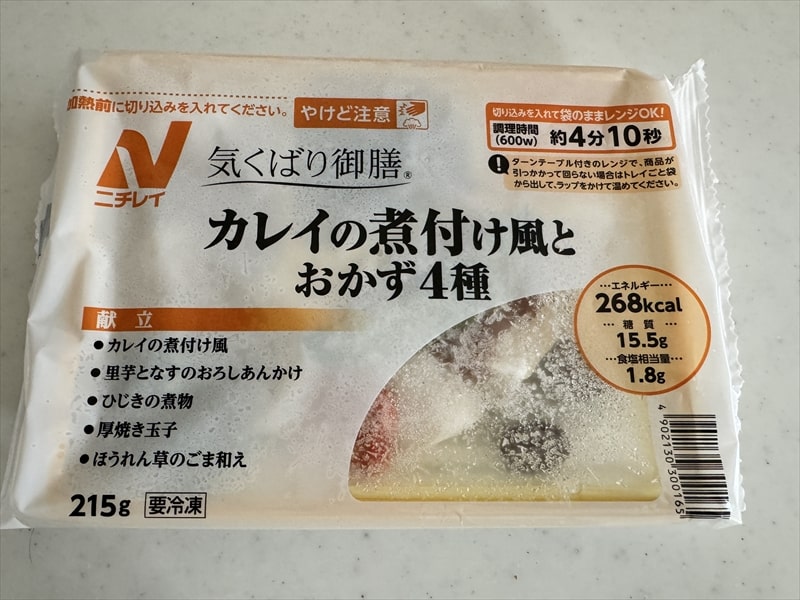 加熱前に切り込みを入れてください。
やけど注意
切り込みを入れて袋のままレンジOK!
調理時間
(600w)
約4分10秒
ターンテーブル付きのレンジで、商品が
引っかかって回らない場合はトレイごと袋
から出して、ラップをかけて温めてください。
ニチレイ
気くばり御膳®
カレイの煮付け風と
おかず4種
エネルギー
268kcal
糖質
15.5g
食塩相当量
1.8g
献立
●カレイの煮付け風
●里芋となすのおろしあんかけ
●ひじきの煮物
●厚焼き玉子
●ほうれん草のごま和え
215g 要冷凍
4902130300165